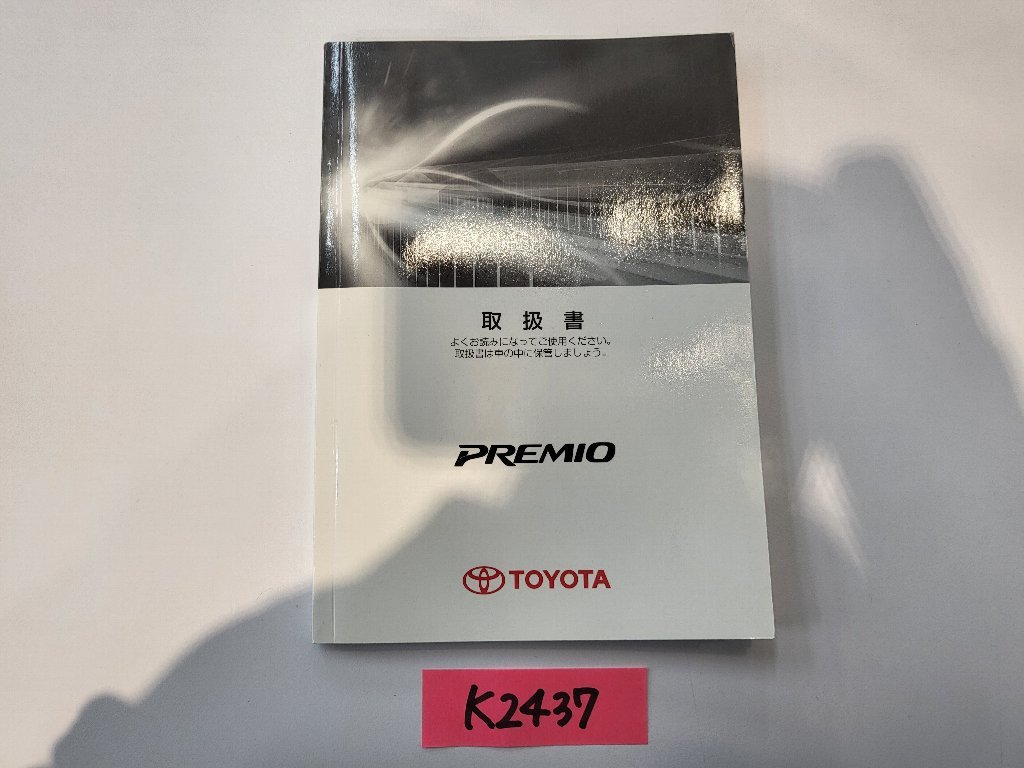 取扱書
よくお読みになってご使用ください。
取扱書は車の中に保管しましょう。
PREMIO
TOYOTA
K2437